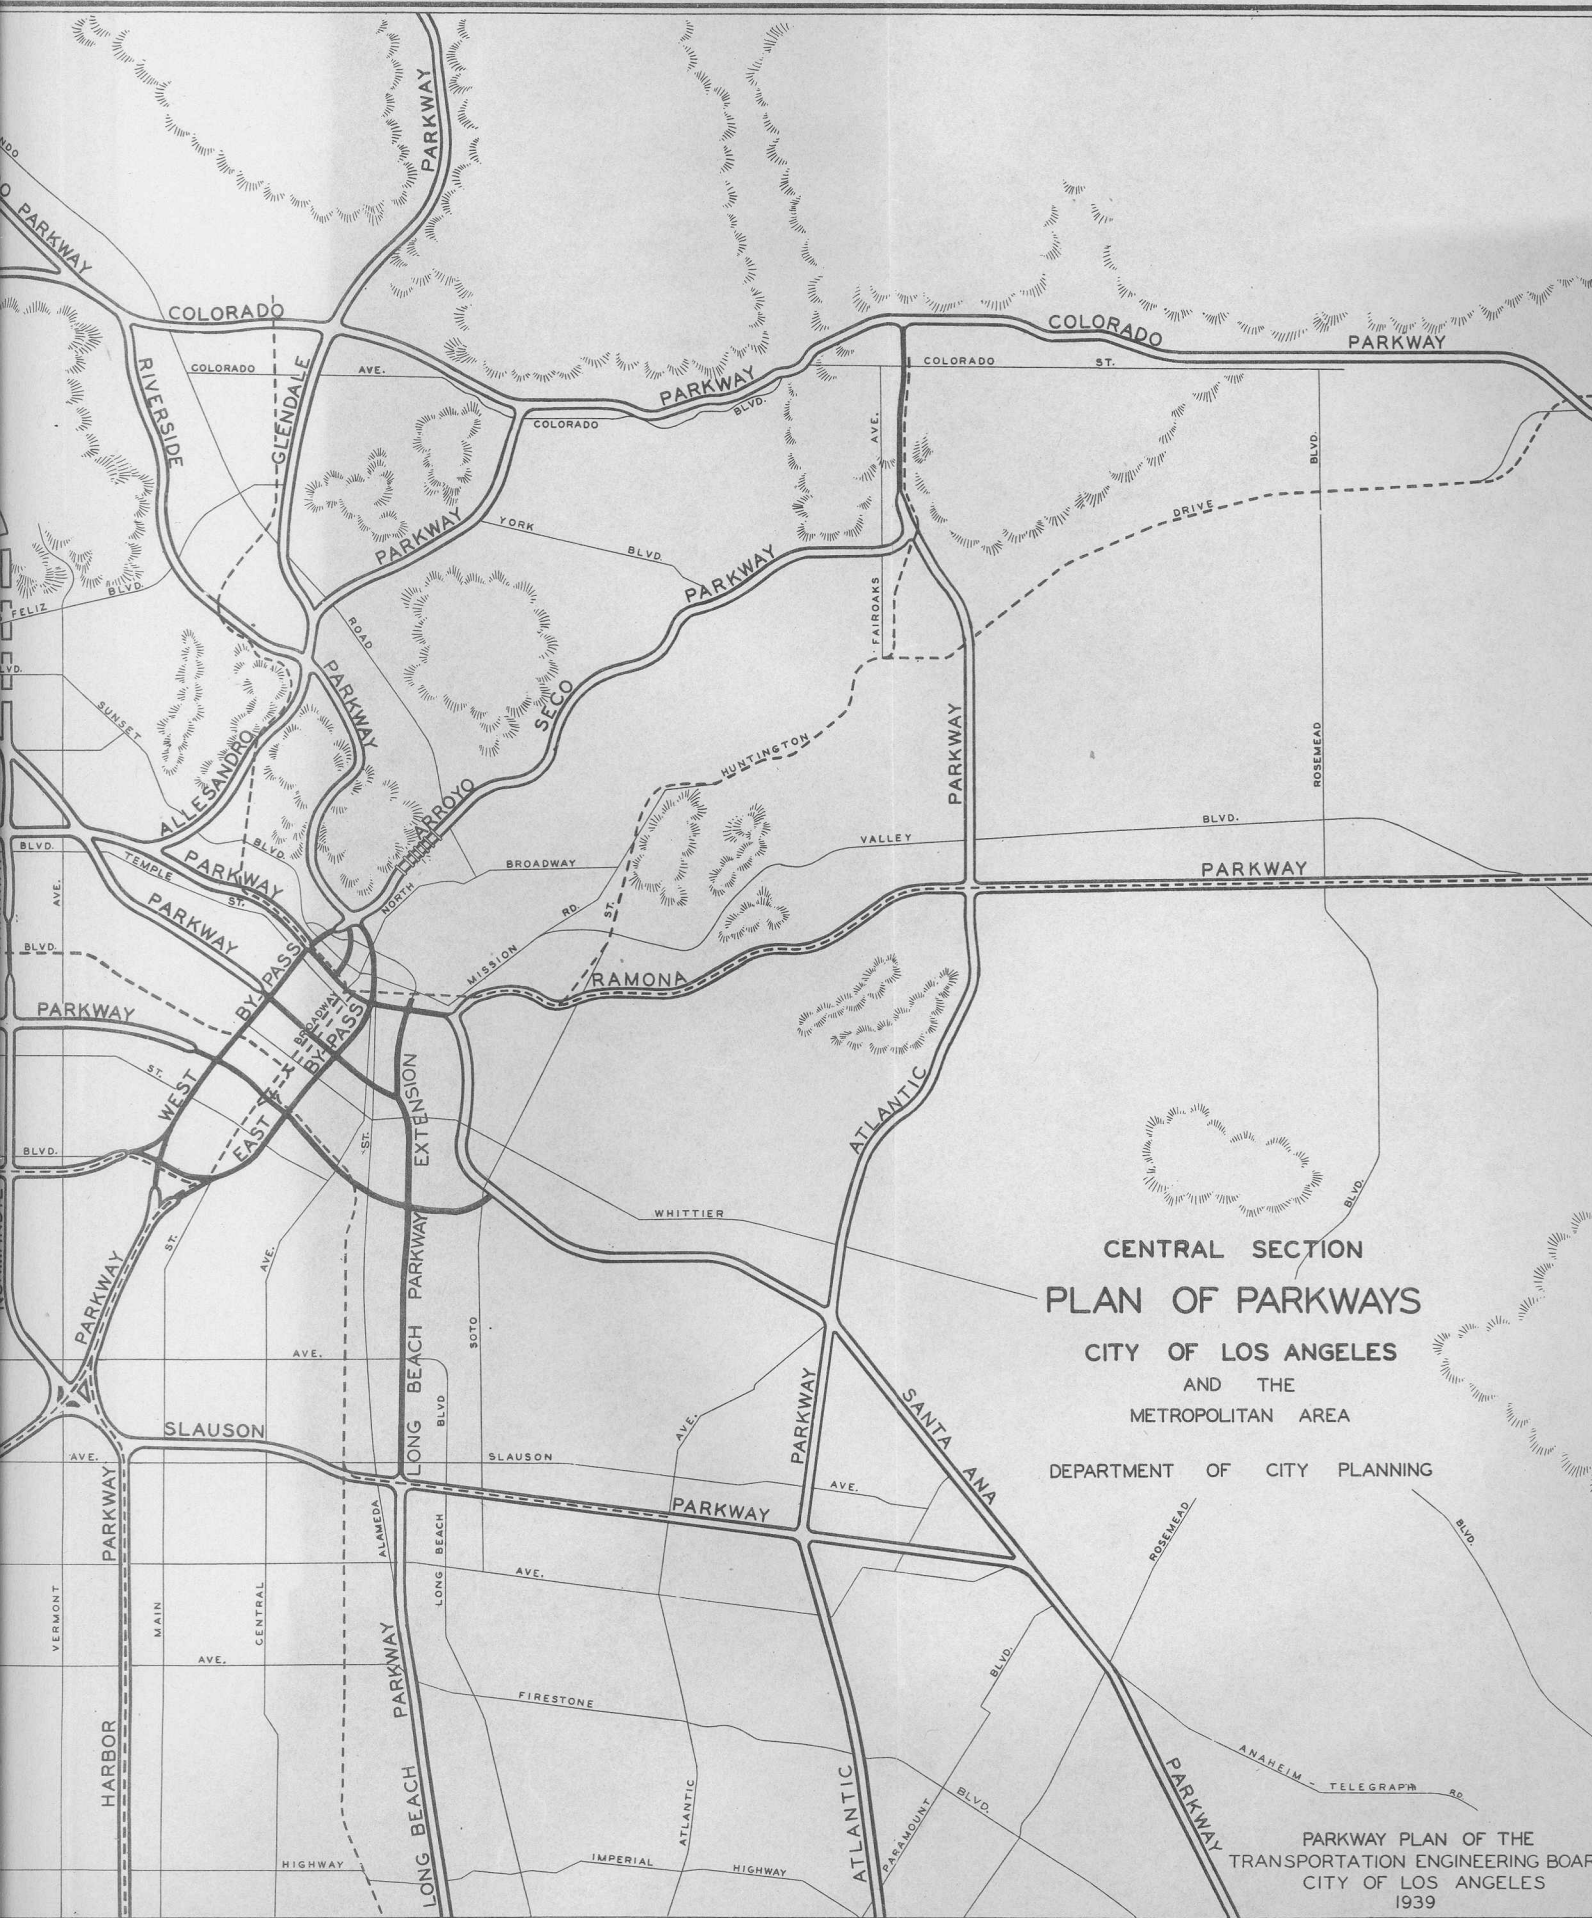 PARKWAY
PARKWAY
COLORADO
COLORADO
PARKWAY
RIVERSIDE
GLENDALE
COLORADO AVE.
COLORADO ST.
PARKWAY
BLVD.
COLORADO
AVE.
BLVD.
PARKWAY
YORK
BLVD.
DRIVE
PARKWAY
FELIZ
BLVD.
ROAD
FAIROAKS
PARKWAY
SECO
SUNSET
PARKWAY
ROSEMEAD
HUNTINGTON
ALLESANDRO
ARROYO
BLVD.
VALLEY
BLVD.
BLVD.
TEMPLE
ST.
PARKWAY
BROADWAY
PARKWAY
AVE.
PARKWAY
NORTH
RD.
ST.
BLVD.
BY-PASS
MISSION
RAMONA
PARKWAY
BROADWAY
BY-PASS
ST.
WEST
EXTENSION
ATLANTIC
EAST
ST.
BLVD.
BLVD.
WHITTIER
ST.
AVE.
PARKWAY
PARKWAY
CENTRAL SECTION
PLAN OF PARKWAYS
CITY OF LOS ANGELES
AND THE
METROPOLITAN AREA
DEPARTMENT OF CITY PLANNING
SOTO
AVE.
LONG BEACH
BLVD
PARKWAY
SANTA ANA
AVE.
SLAUSON
AVE.
SLAUSON
AVE.
PARKWAY
PARKWAY
ALAMEDA
LONG BEACH
ROSEMEAD
BLVD.
AVE.
VERMONT
MAIN
CENTRAL
AVE.
PARKWAY
BLVD.
FIRESTONE
HARBOR
LONG BEACH
ATLANTIC
ATLANTIC
PARAMOUNT
BLVD.
PARKWAY
ANAHEIM - TELEGRAPH RD.
HIGHWAY
IMPERIAL
HIGHWAY
PARKWAY PLAN OF THE
TRANSPORTATION ENGINEERING BOAR
CITY OF LOS ANGELES
1939